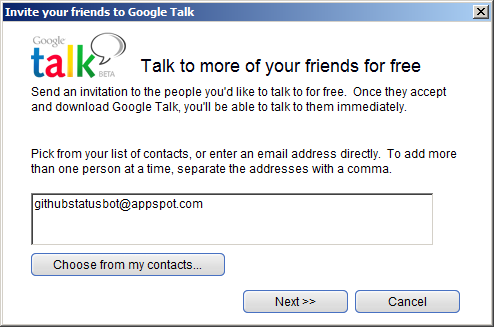 Invite your friends to Google Talk
Google
talk
BETA
Talk to more of your friends for free
Send an invitation to the people you'd like to talk to for free. Once they accept
and download Google Talk, you'll be able to talk to them immediately.
Pick from your list of contacts, or enter an email address directly. To add more
than one person at a time, separate the addresses with a comma.
githubstatusbot@appspot.com
Choose from my contacts...
Next >>
Cancel